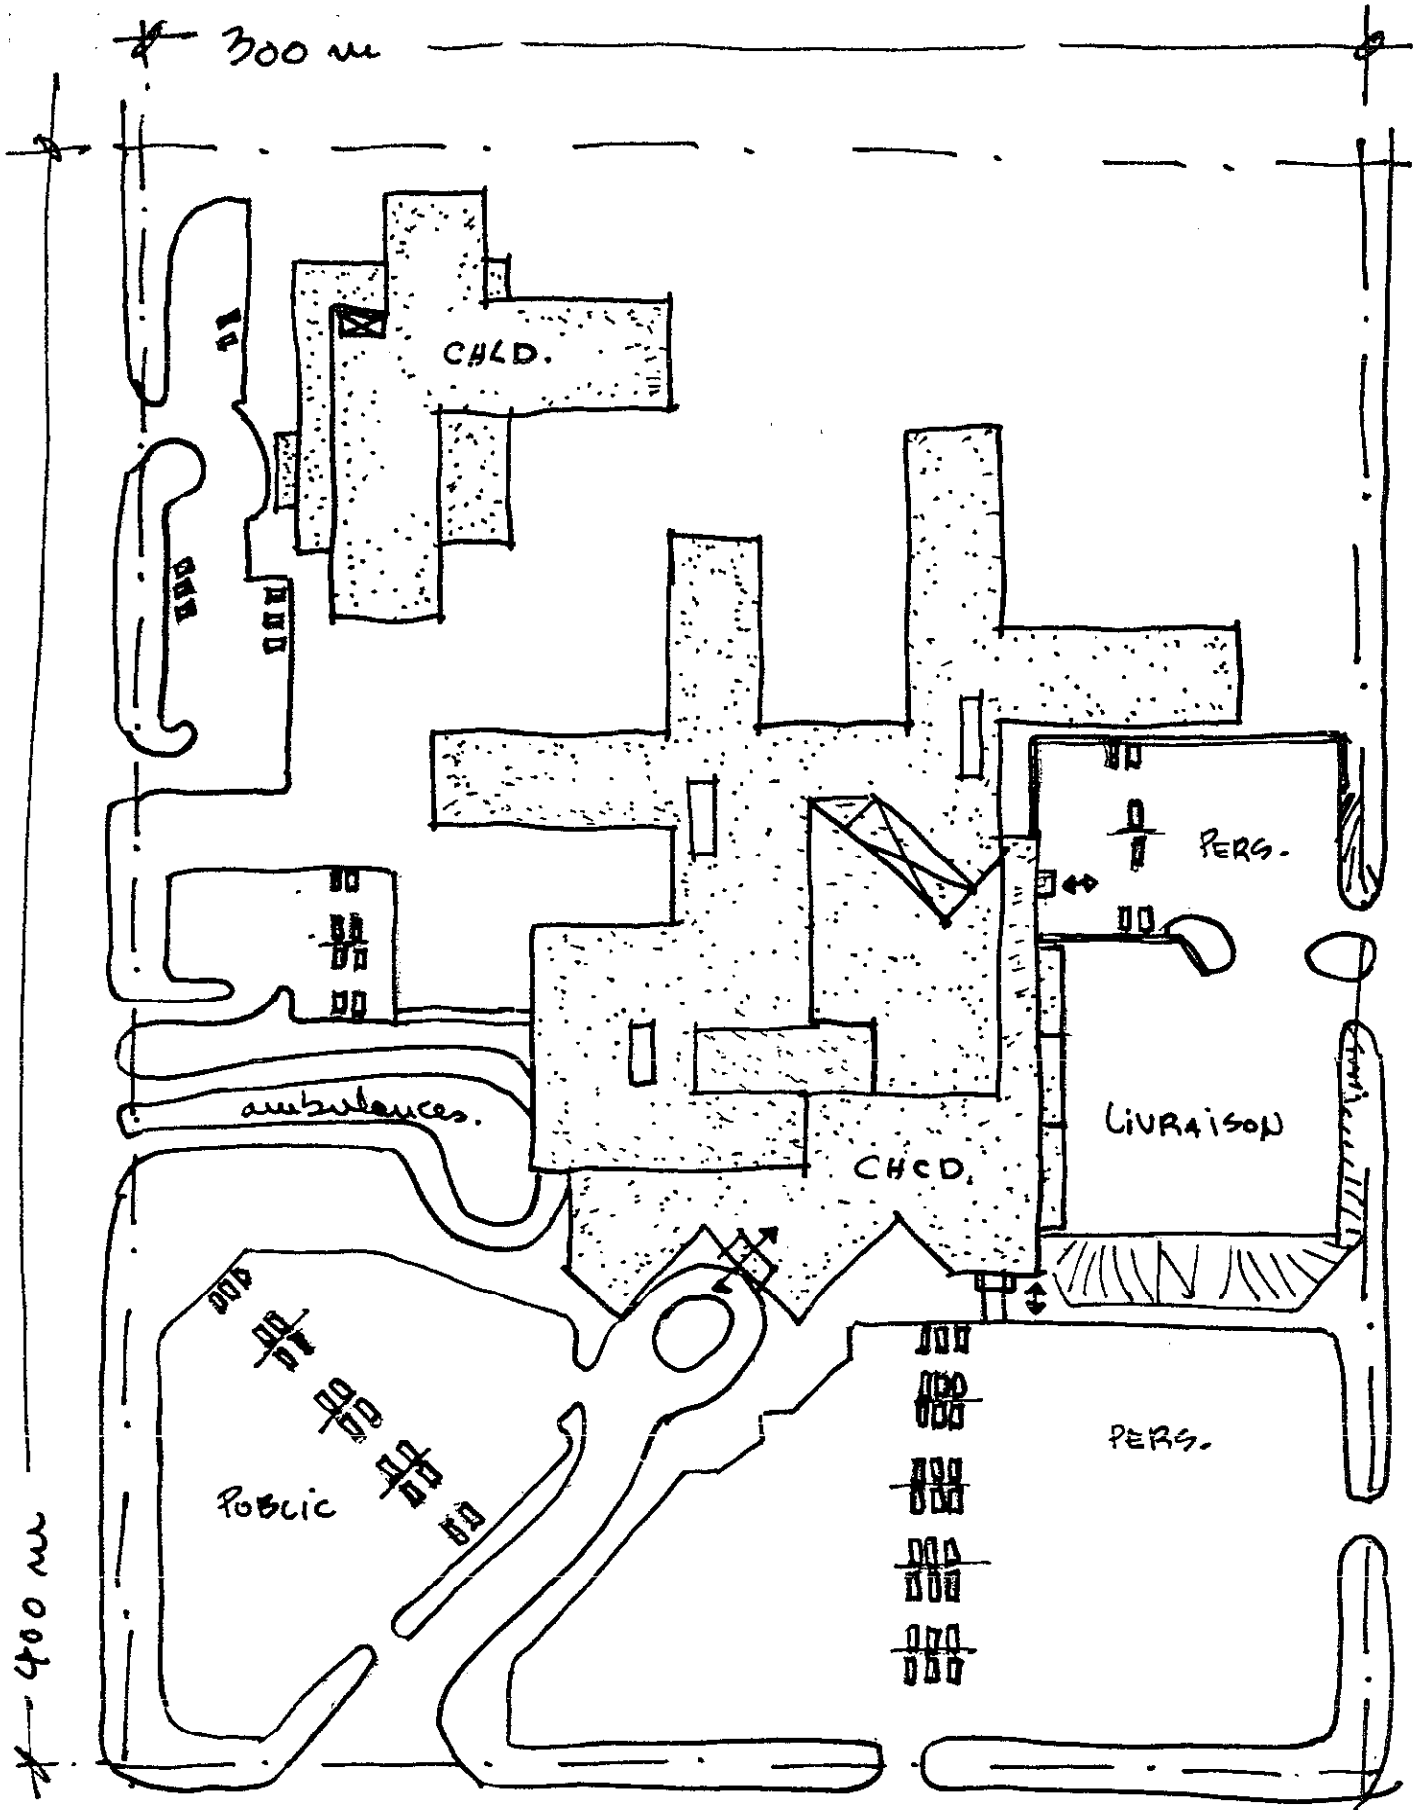 300 m
CHLD.
PERS.
ambulances.
LIVRAISON
CHCD.
PERS.
PUBLIC
400 m